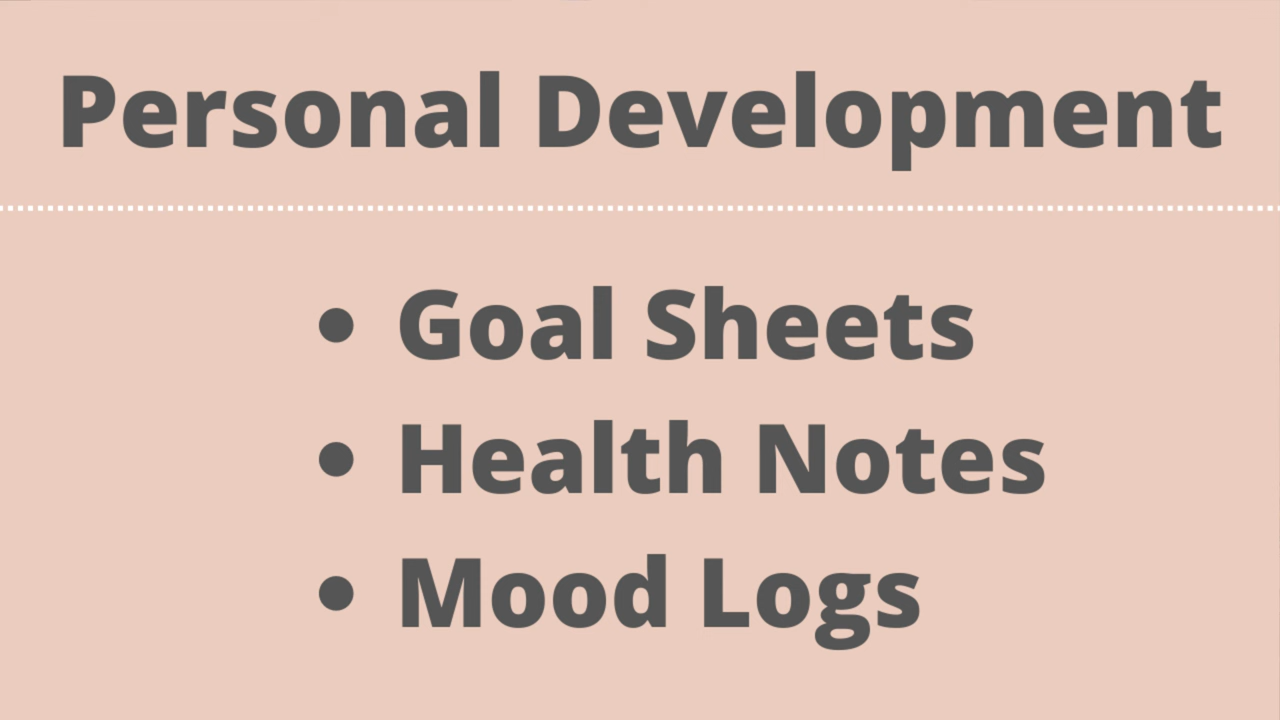 Personal Development
• Goal Sheets
• Health Notes
• Mood Logs